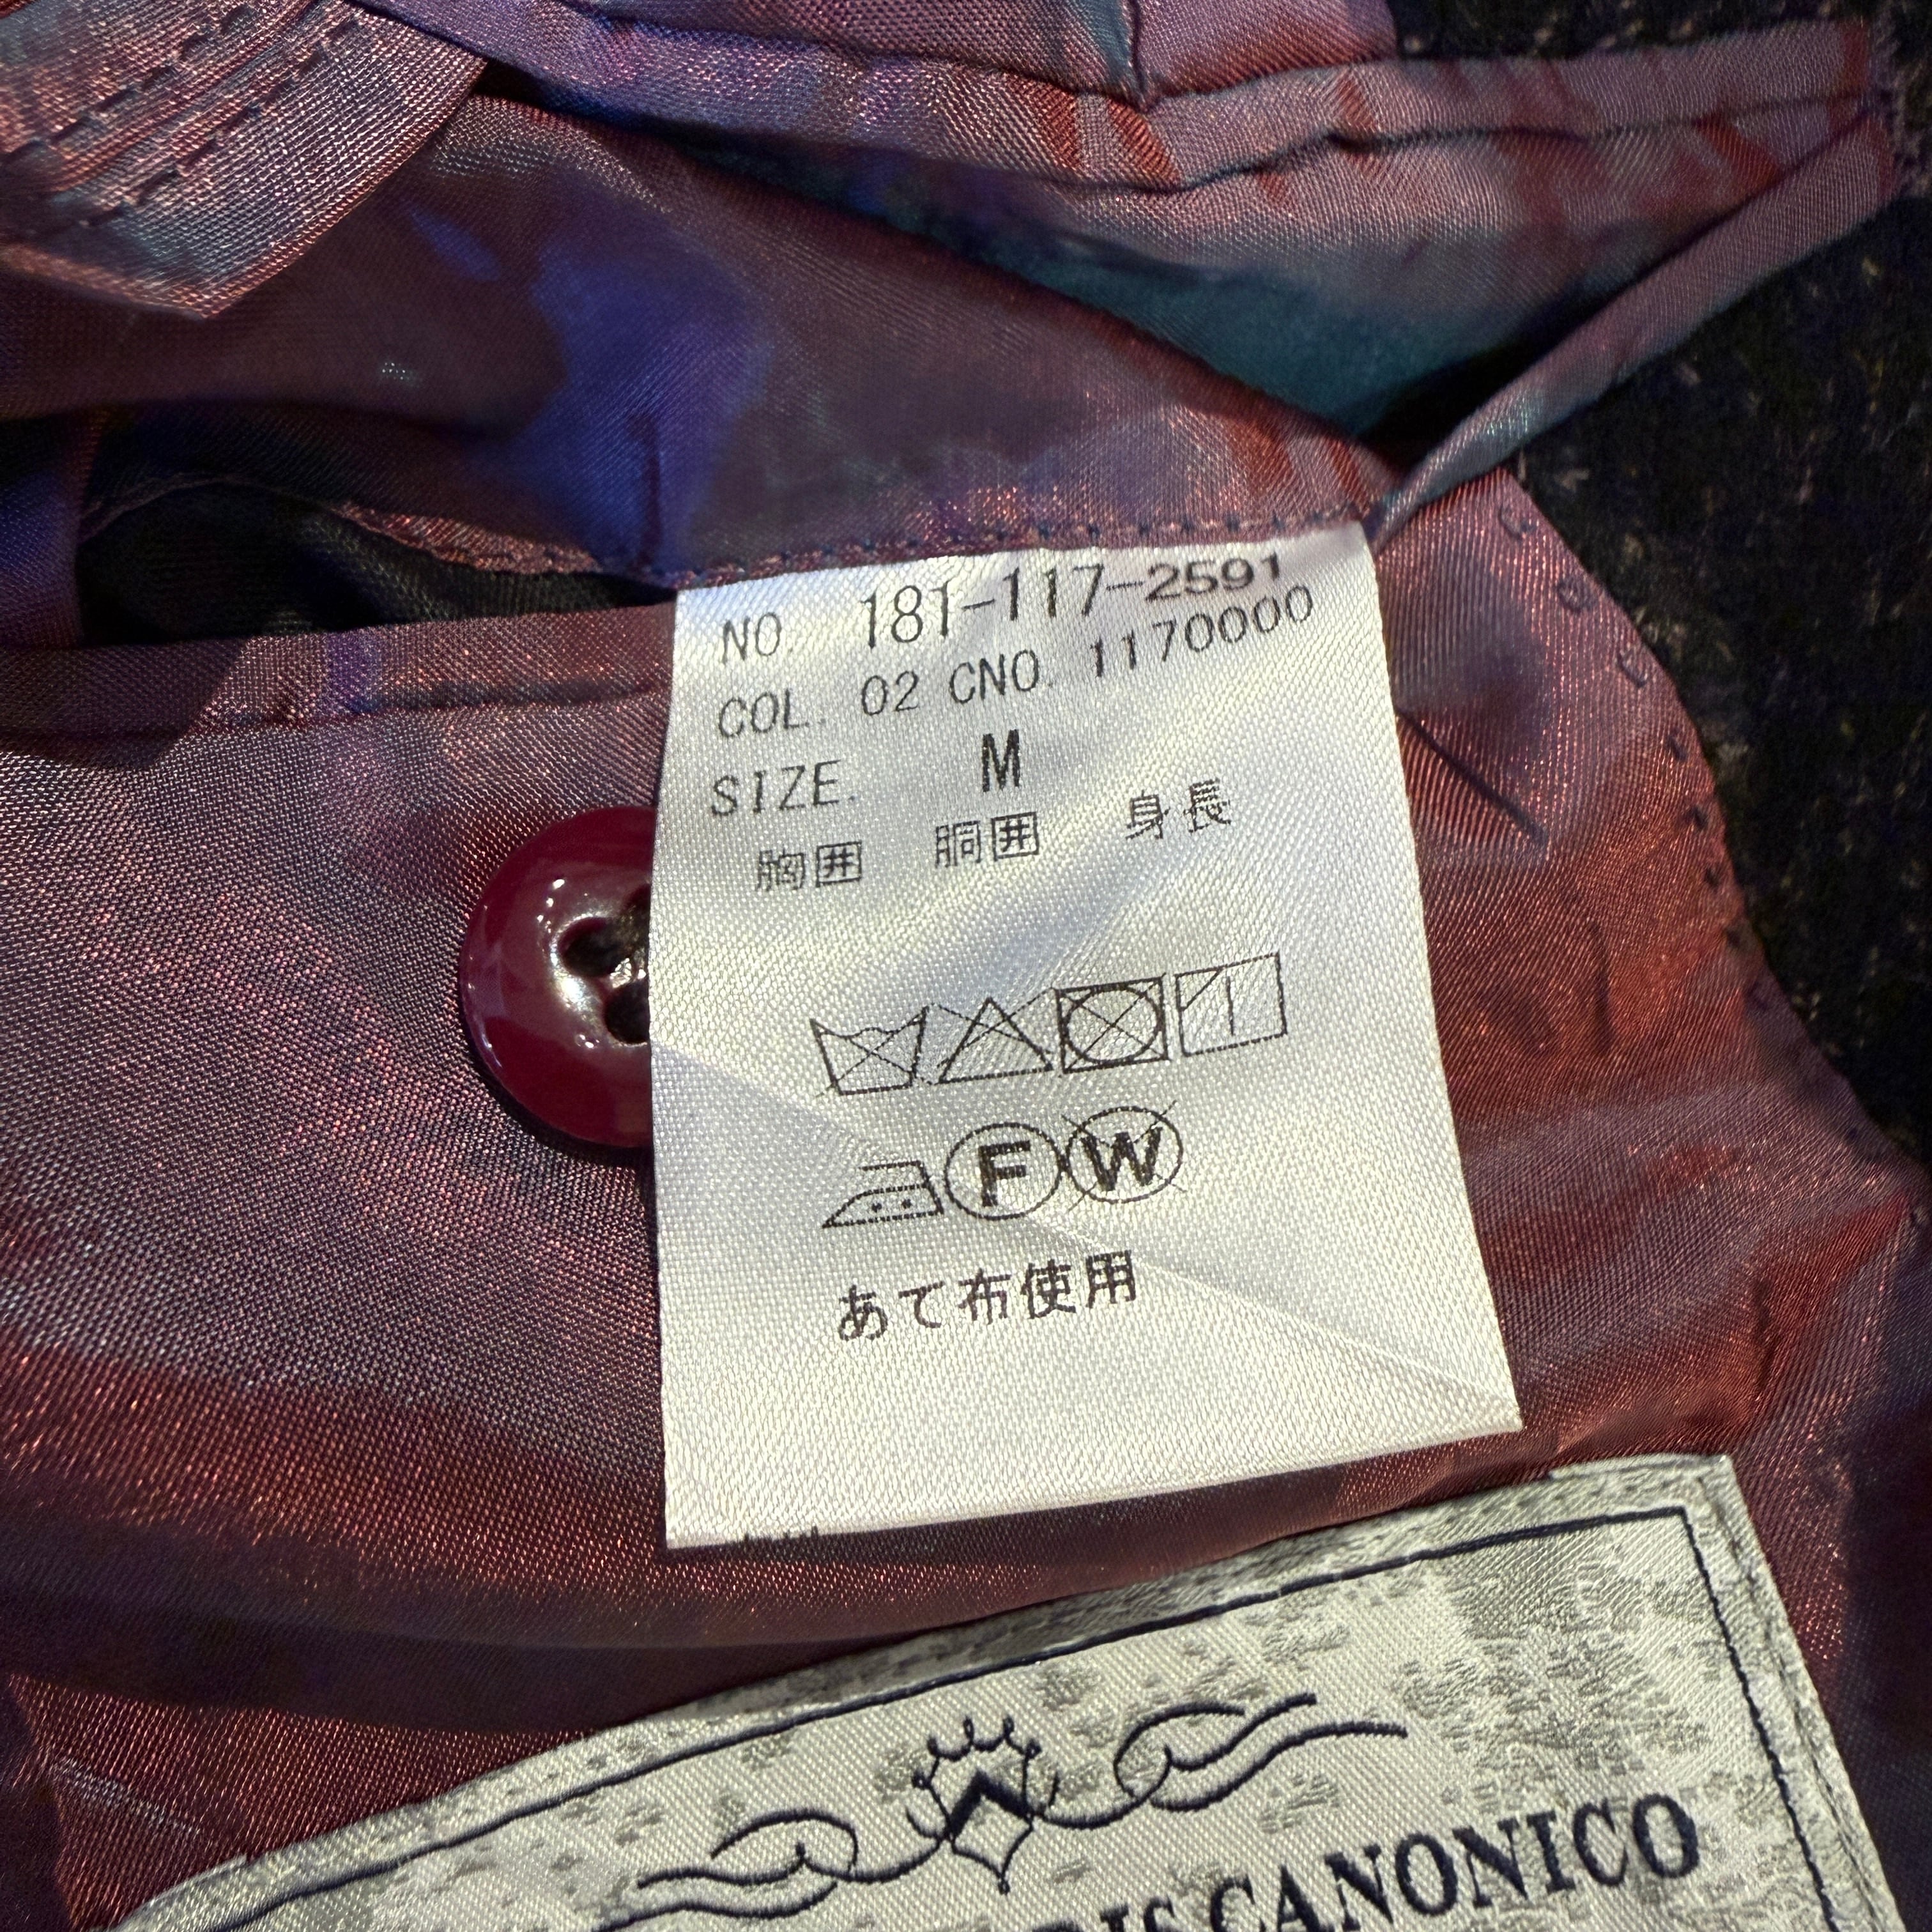 NO. 181-117-2591
COL. 02 CNO. 1170000
SIZE. M
胸囲 胴囲 身長
F W
あて布使用
CANONICO